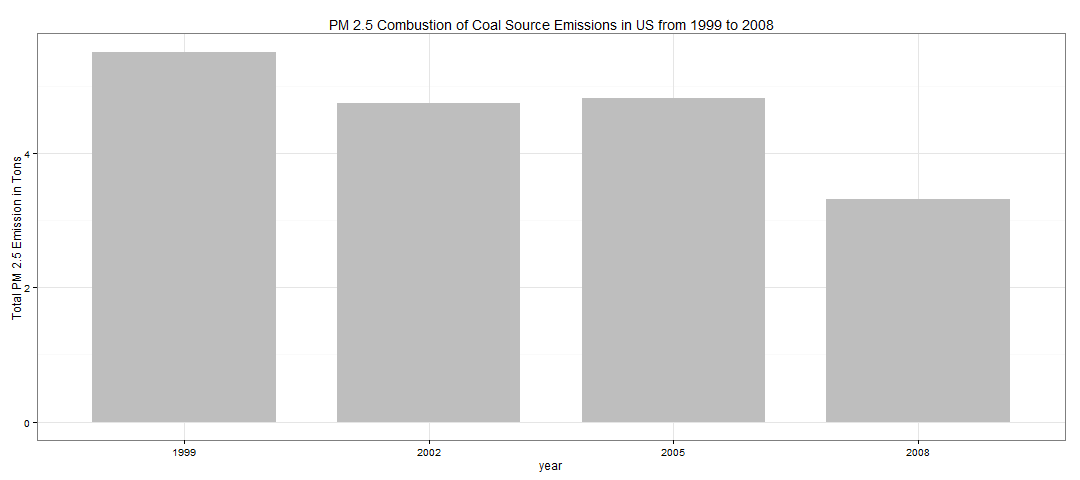 PM 2.5 Combustion of Coal Source Emissions in US from 1999 to 2008
Total PM 2.5 Emission in Tons
4
2
0
1999 2002 2005 2008
year